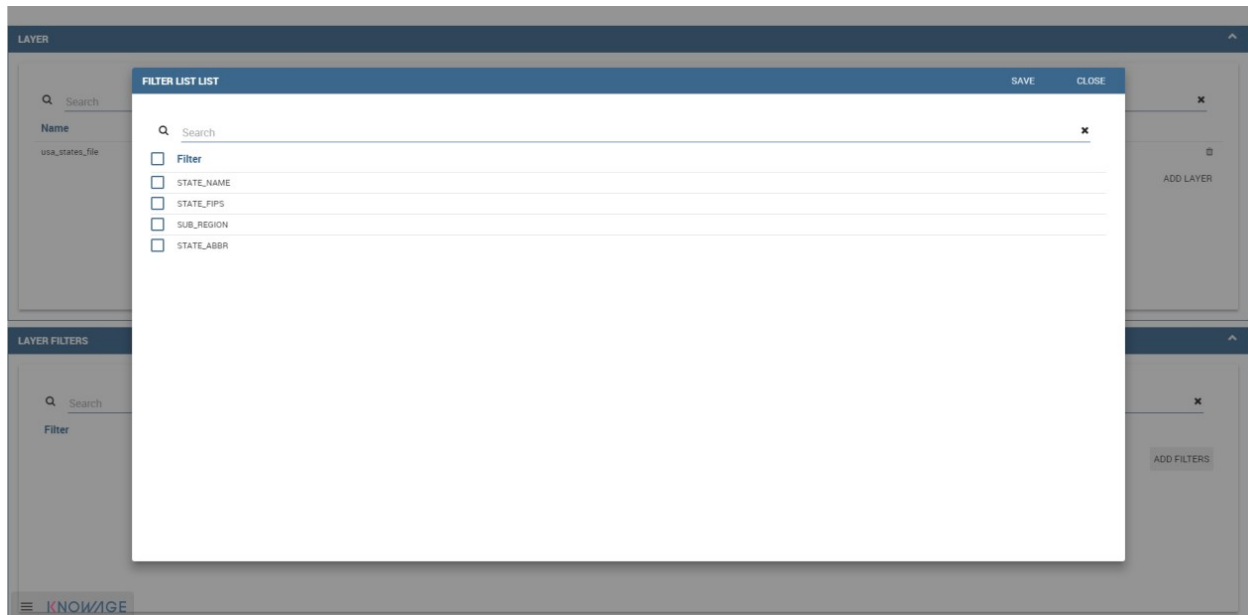 LAYER
FILTER LIST LIST SAVE CLOSE
Search
Name
usa_states_file
ADD LAYER
Search
Filter
STATE_NAME
STATE_FIPS
SUB_REGION
STATE_ABBR
LAYER FILTERS
Search
Filter
ADD FILTERS
KNOWAGE